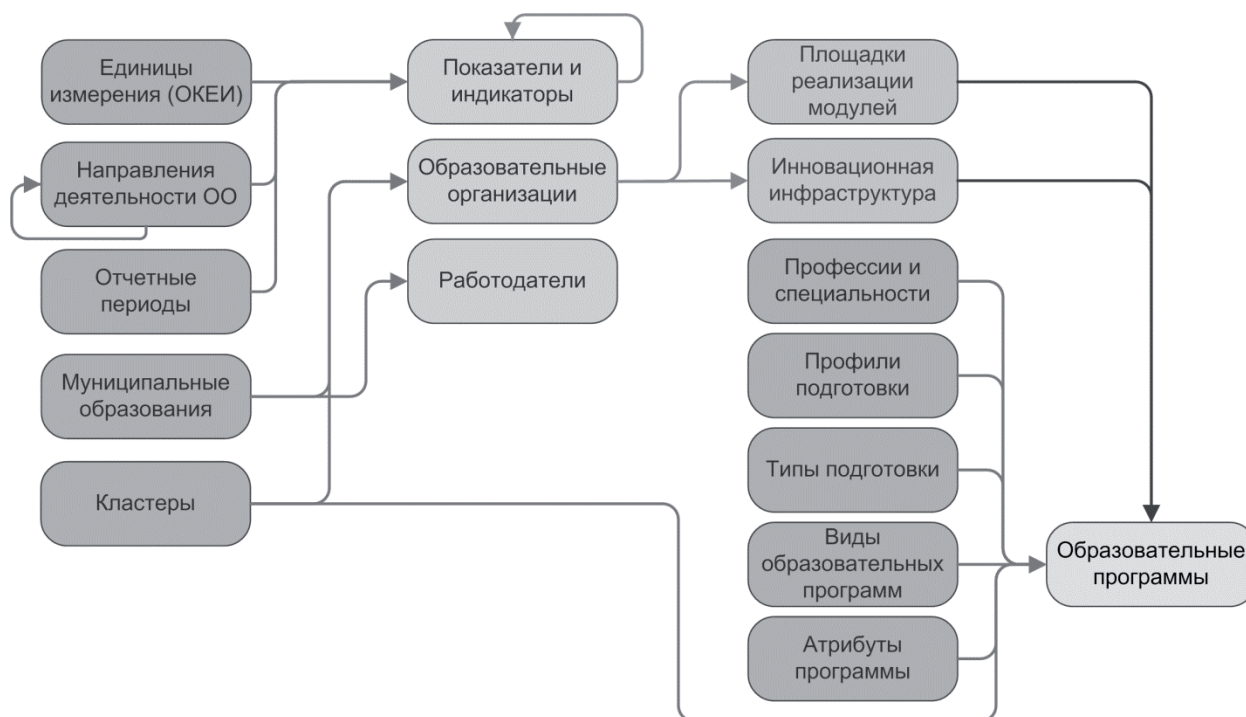 Единицы
измерения (ОКЕИ)
Направления
деятельности ОО
Отчетные
периоды
Муниципальные
образования
Кластеры
Показатели и
индикаторы
Образовательные
организации
Работодатели
Площадки
реализации
модулей
Инновационная
инфраструктура
Профессии и
специальности
Профили
подготовки
Типы подготовки
Виды
образовательных
программ
Атрибуты
программы
Образовательные
программы